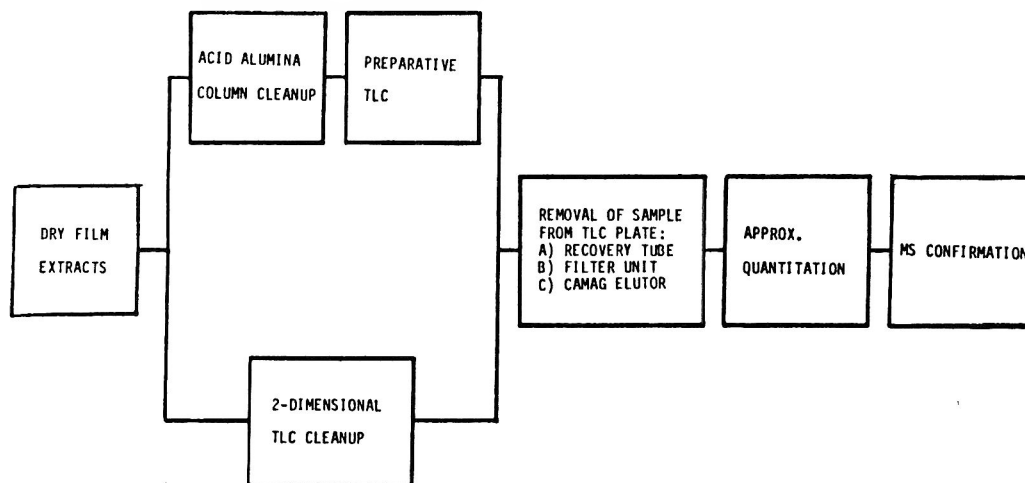 ACID ALUMINA
COLUMN CLEANUP
PREPARATIVE
TLC
DRY FILM
EXTRACTS
2-DIMENSIONAL
TLC CLEANUP
REMOVAL OF SAMPLE
FROM TLC PLATE:
A) RECOVERY TUBE
B) FILTER UNIT
C) CAMAG ELUTOR
APPROX.
QUANTITATION
MS CONFIRMATION